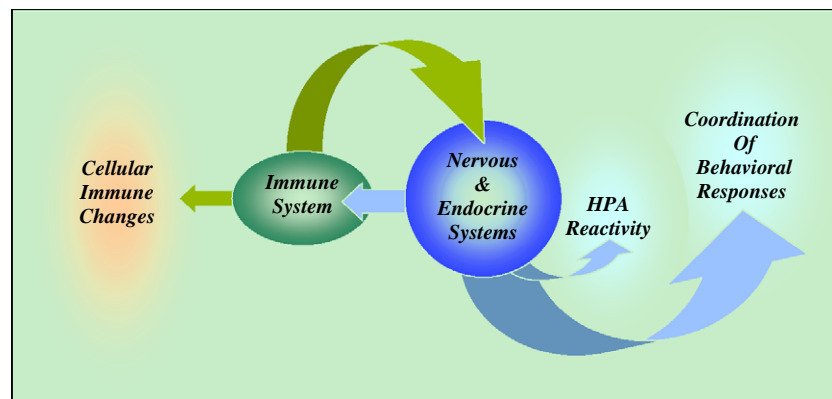 Cellular
Immune
Changes
Immune
System
Nervous
&
Endocrine
Systems
HPA
Reactivity
Coordination
Of
Behavioral
Responses